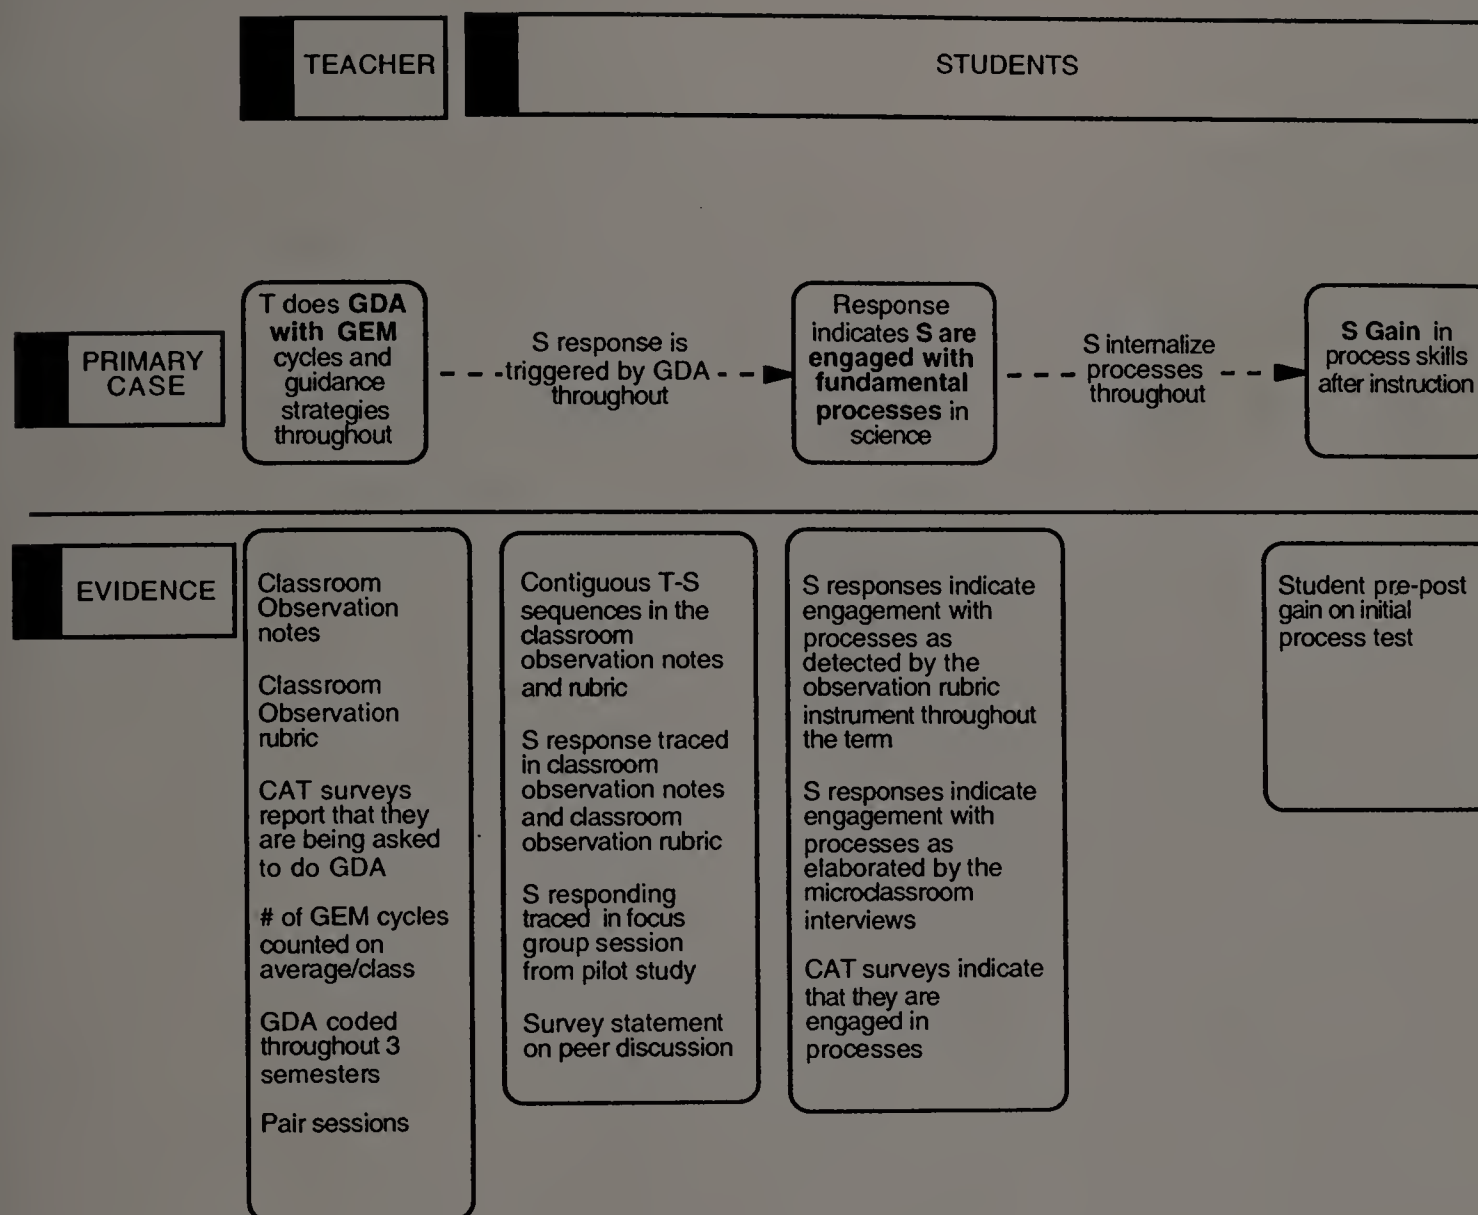 TEACHER
STUDENTS
PRIMARY
CASE
T does GDA
with GEM
cycles and
guidance
strategies
throughout
S response is
triggered by GDA
throughout
Response
indicates S are
engaged with
fundamental
processes in
science
S internalize
processes
throughout
S Gain in
process skills
after instruction
EVIDENCE
Classroom
Observation
notes
Classroom
Observation
rubric
CAT surveys
report that they
are being asked
to do GDA
# of GEM cycles
counted on
average/class
GDA coded
throughout 3
semesters
Pair sessions
Contiguous T-S
sequences in the
classroom
observation notes
and rubric
S response traced
in classroom
observation notes
and classroom
observation rubric
S responding
traced in focus
group session
from pilot study
Survey statement
on peer discussion
S responses indicate
engagement with
processes as
detected by the
observation rubric
instrument throughout
the term
S responses indicate
engagement with
processes as
elaborated by the
microclassroom
interviews
CAT surveys indicate
that they are
engaged in
processes
Student pre-post
gain on initial
process test